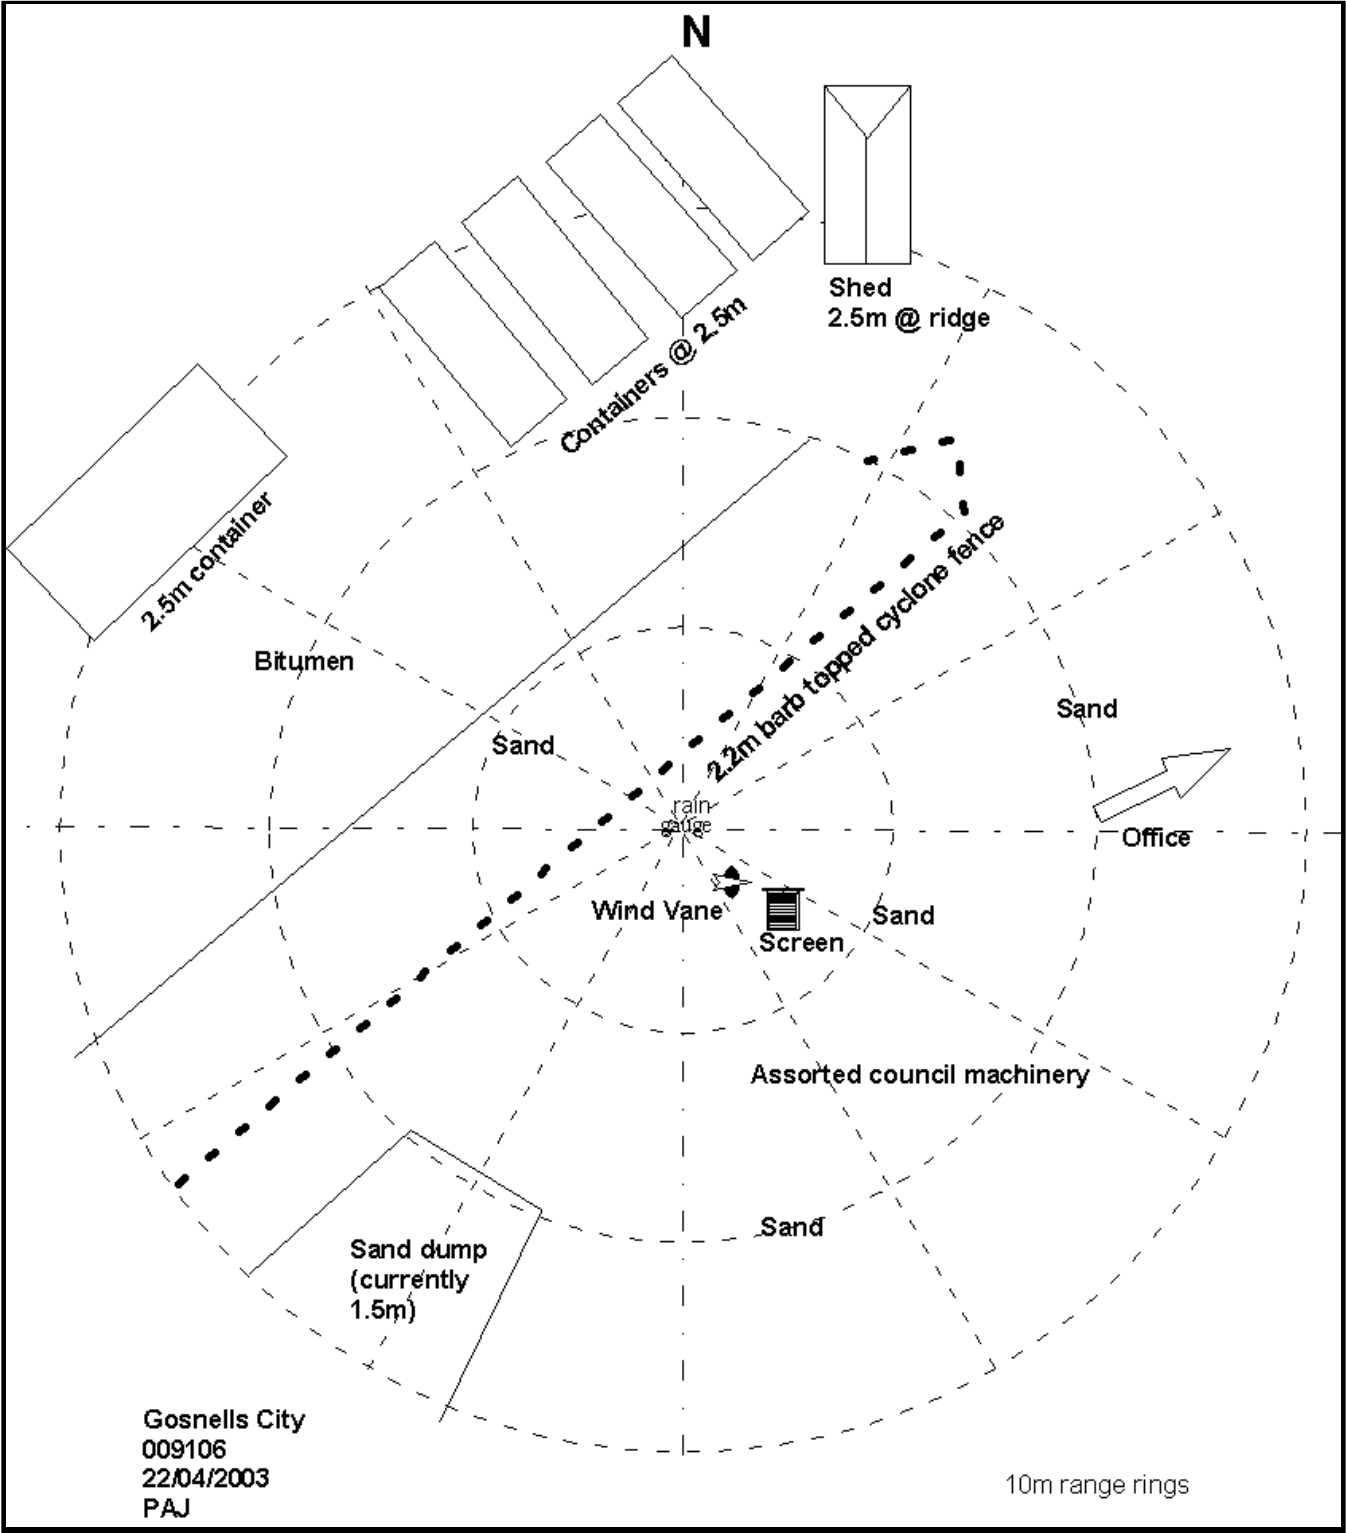 N
Shed
2.5m @ ridge
Containers @ 2.5m
2.5m container
2.2m barb topped cyclone fence
Bitumen
Sand
Sand
rain
gauge
Office
Wind Vane
Sand
Screen
Assorted council machinery
Sand
Sand dump
(currently
1.5m)
Gosnells City
009106
22/04/2003
PAJ
10m range rings